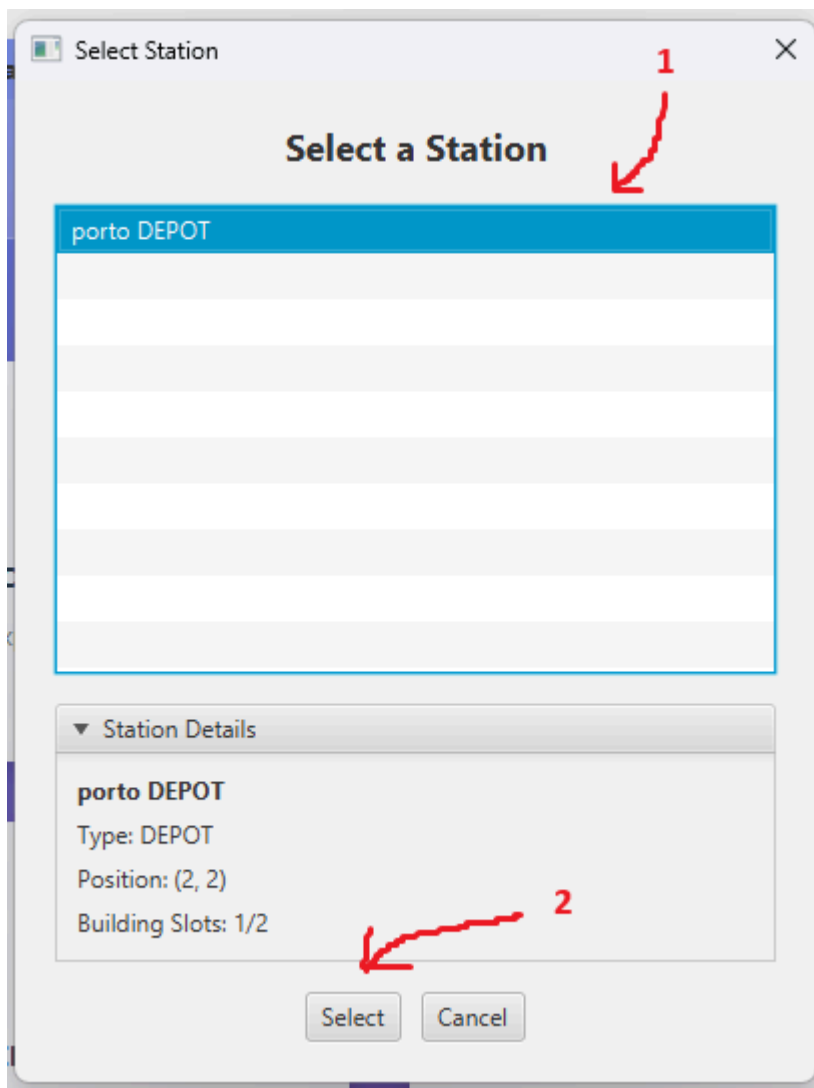 Select Station
1
Select a Station
porto DEPOT
Station Details
porto DEPOT
Type: DEPOT
Position: (2, 2)
Building Slots: 1/2
2
Select
Cancel